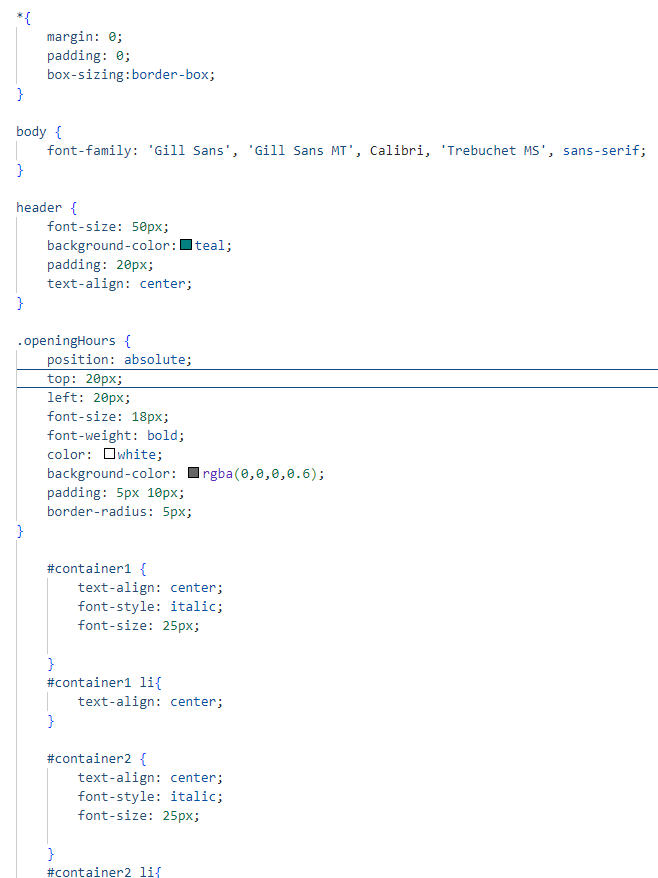 *{
    margin: 0;
    padding: 0;
    box-sizing:border-box;
}

body {
    font-family: 'Gill Sans', 'Gill Sans MT', Calibri, 'Trebuchet MS', sans-serif;
}

header {
    font-size: 50px;
    background-color:teal;
    padding: 20px;
    text-align: center;
}

.openingHours {
    position: absolute;
    top: 20px;
    left: 20px;
    font-size: 18px;
    font-weight: bold;
    color: white;
    background-color: rgba(0,0,0,0.6);
    padding: 5px 10px;
    border-radius: 5px;
}

    #container1 {
        text-align: center;
        font-style: italic;
        font-size: 25px;

    }
    #container1 li{
        text-align: center;
    }

    #container2 {
        text-align: center;
        font-style: italic;
        font-size: 25px;

    }
    #container2 li{